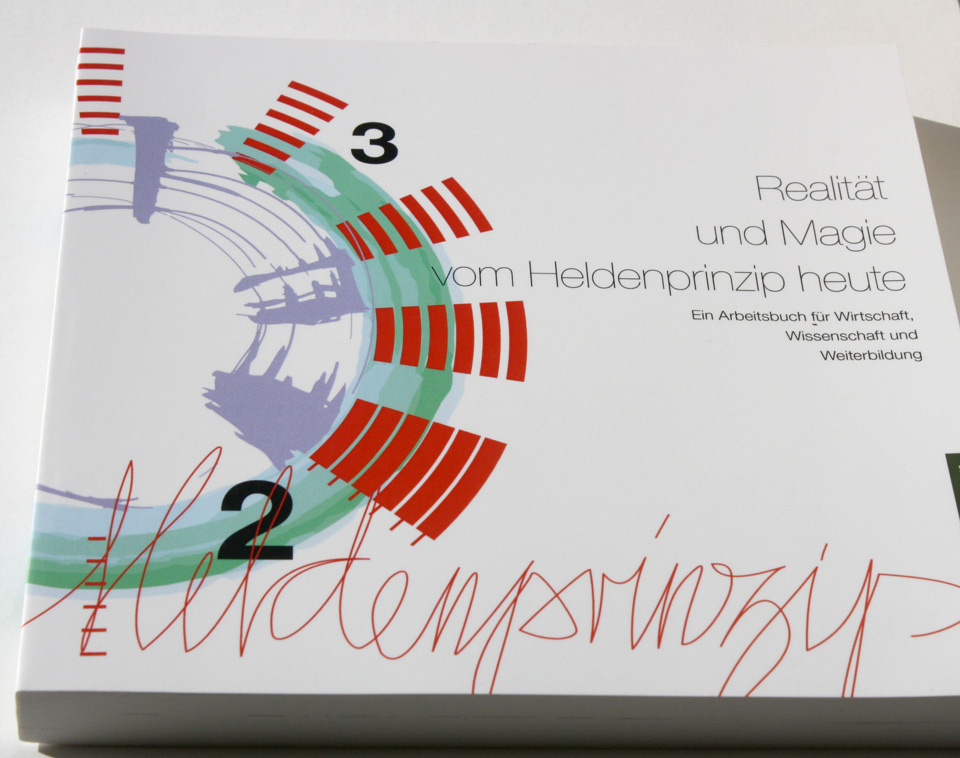 3
Realität
und Magie
vom Heldenprinzip heute
Ein Arbeitsbuch für Wirtschaft,
Wissenschaft und
Weiterbildung
2
Heldenprinzip